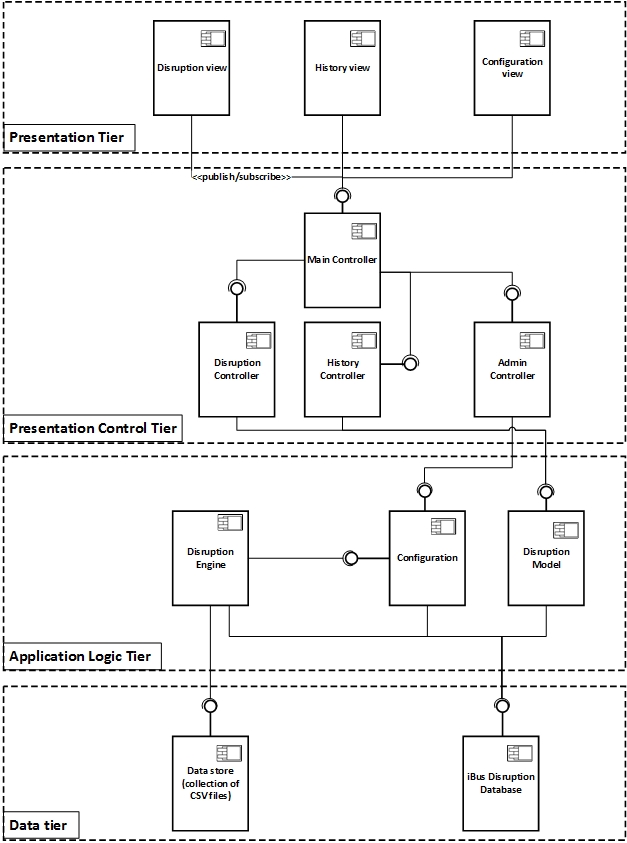 Disruption view
History view
Configuration
view
Presentation Tier
<<publish/subscribe>>
Main Controller
Disruption
Controller
History
Controller
Admin
Controller
Presentation Control Tier
Disruption
Engine
Configuration
Disruption
Model
Application Logic Tier
Data store
(collection of
CSV files)
iBus Disruption
Database
Data tier